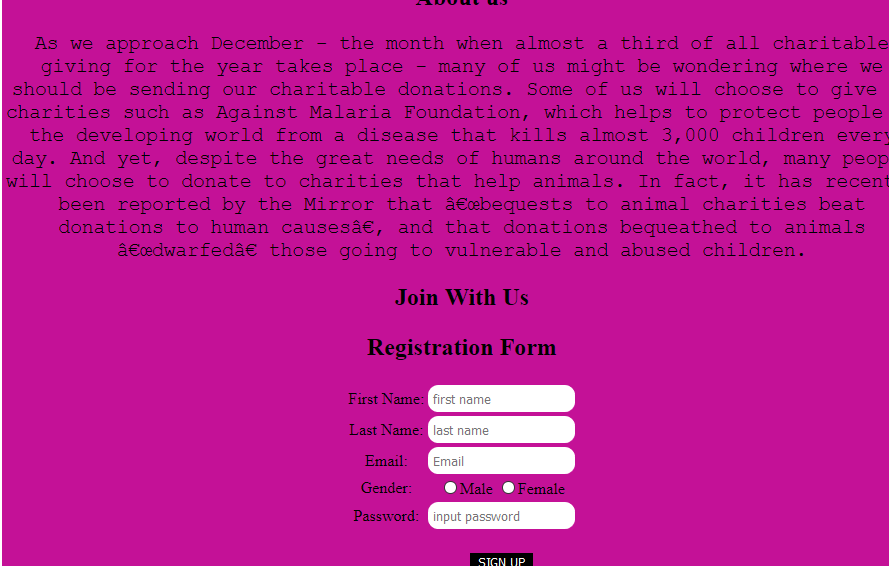 About us
As we approach December – the month when almost a third of all charitable
giving for the year takes place – many of us might be wondering where we
should be sending our charitable donations. Some of us will choose to give
charities such as Against Malaria Foundation, which helps to protect people
the developing world from a disease that kills almost 3,000 children every
day. And yet, despite the great needs of humans around the world, many peop
will choose to donate to charities that help animals. In fact, it has recent
been reported by the Mirror that â€œbequests to animal charities beat
donations to human causesâ€, and that donations bequeathed to animals
â€œdwarfedâ€ those going to vulnerable and abused children.
Join With Us
Registration Form
First Name: first name
Last Name: last name
Email: Email
Gender: Male Female
Password: input password
SIGN UP